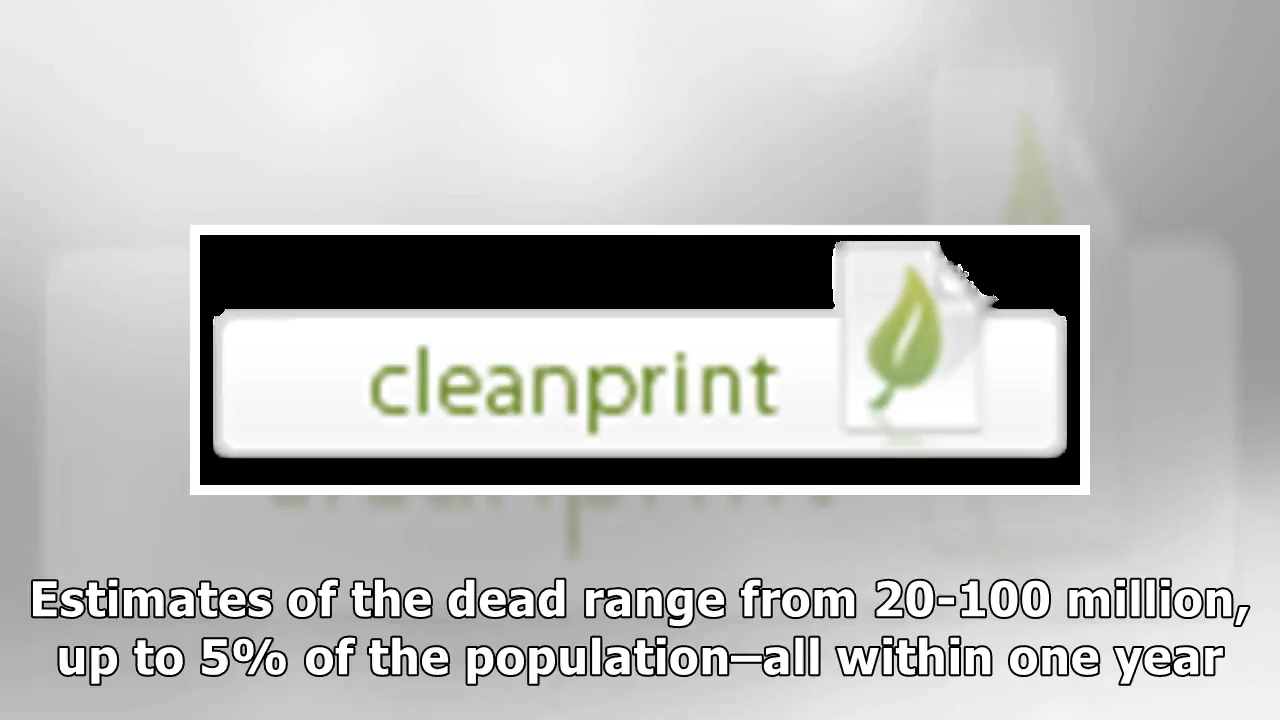 cleanprint
Estimates of the dead range from 20-100 million,
up to 5% of the population—all within one year